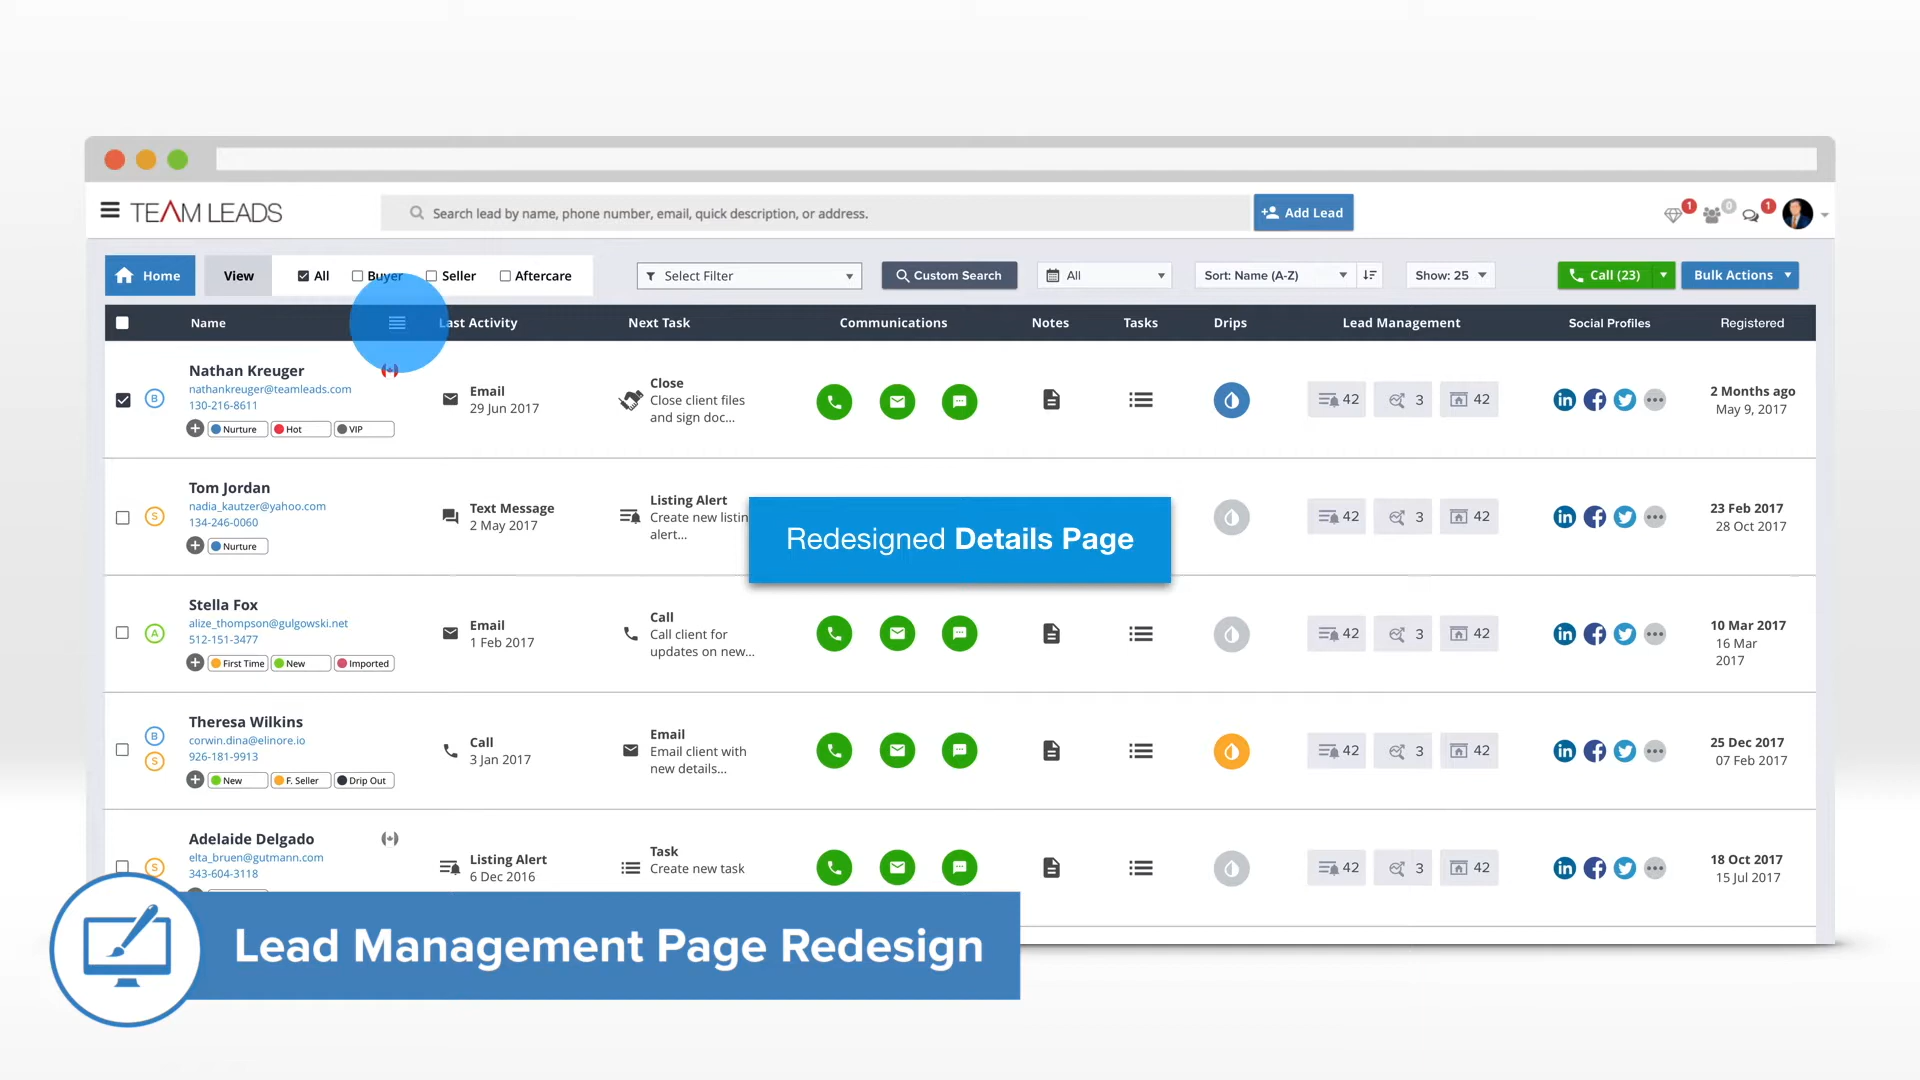 TEAM LEADS
Search lead by name, phone number, email, quick description, or address.
Add Lead
1
0
1
Home
View
All
Buyer
Seller
Aftercare
Select Filter
Custom Search
All
Sort: Name (A-Z)
Show: 25
Call (23)
Bulk Actions
Name
Last Activity
Next Task
Communications
Notes
Tasks
Drips
Lead Management
Social Profiles
Registered
B
Nathan Kreuger
nathankreuger@teamleads.com
130-216-8611
Nurture
Hot
VIP
Email
29 Jun 2017
Close
Close client files
and sign doc...
42
3
42
2 Months ago
May 9, 2017
S
Tom Jordan
nadia_kautzer@yahoo.com
134-246-0060
Nurture
Text Message
2 May 2017
Listing Alert
Create new listin
alert...
Redesigned Details Page
42
3
42
23 Feb 2017
28 Oct 2017
A
Stella Fox
alize_thompson@gulgowski.net
512-151-3477
First Time
New
Imported
Email
1 Feb 2017
Call
Call client for
updates on new...
42
3
42
10 Mar 2017
16 Mar
2017
B
S
Theresa Wilkins
corwin.dina@elinore.io
926-181-9913
New
F. Seller
Drip Out
Call
3 Jan 2017
Email
Email client with
new details...
42
3
42
25 Dec 2017
07 Feb 2017
S
Adelaide Delgado
elta_bruen@gutmann.com
343-604-3118
Listing Alert
6 Dec 2016
Task
Create new task
42
3
42
18 Oct 2017
15 Jul 2017
Lead Management Page Redesign